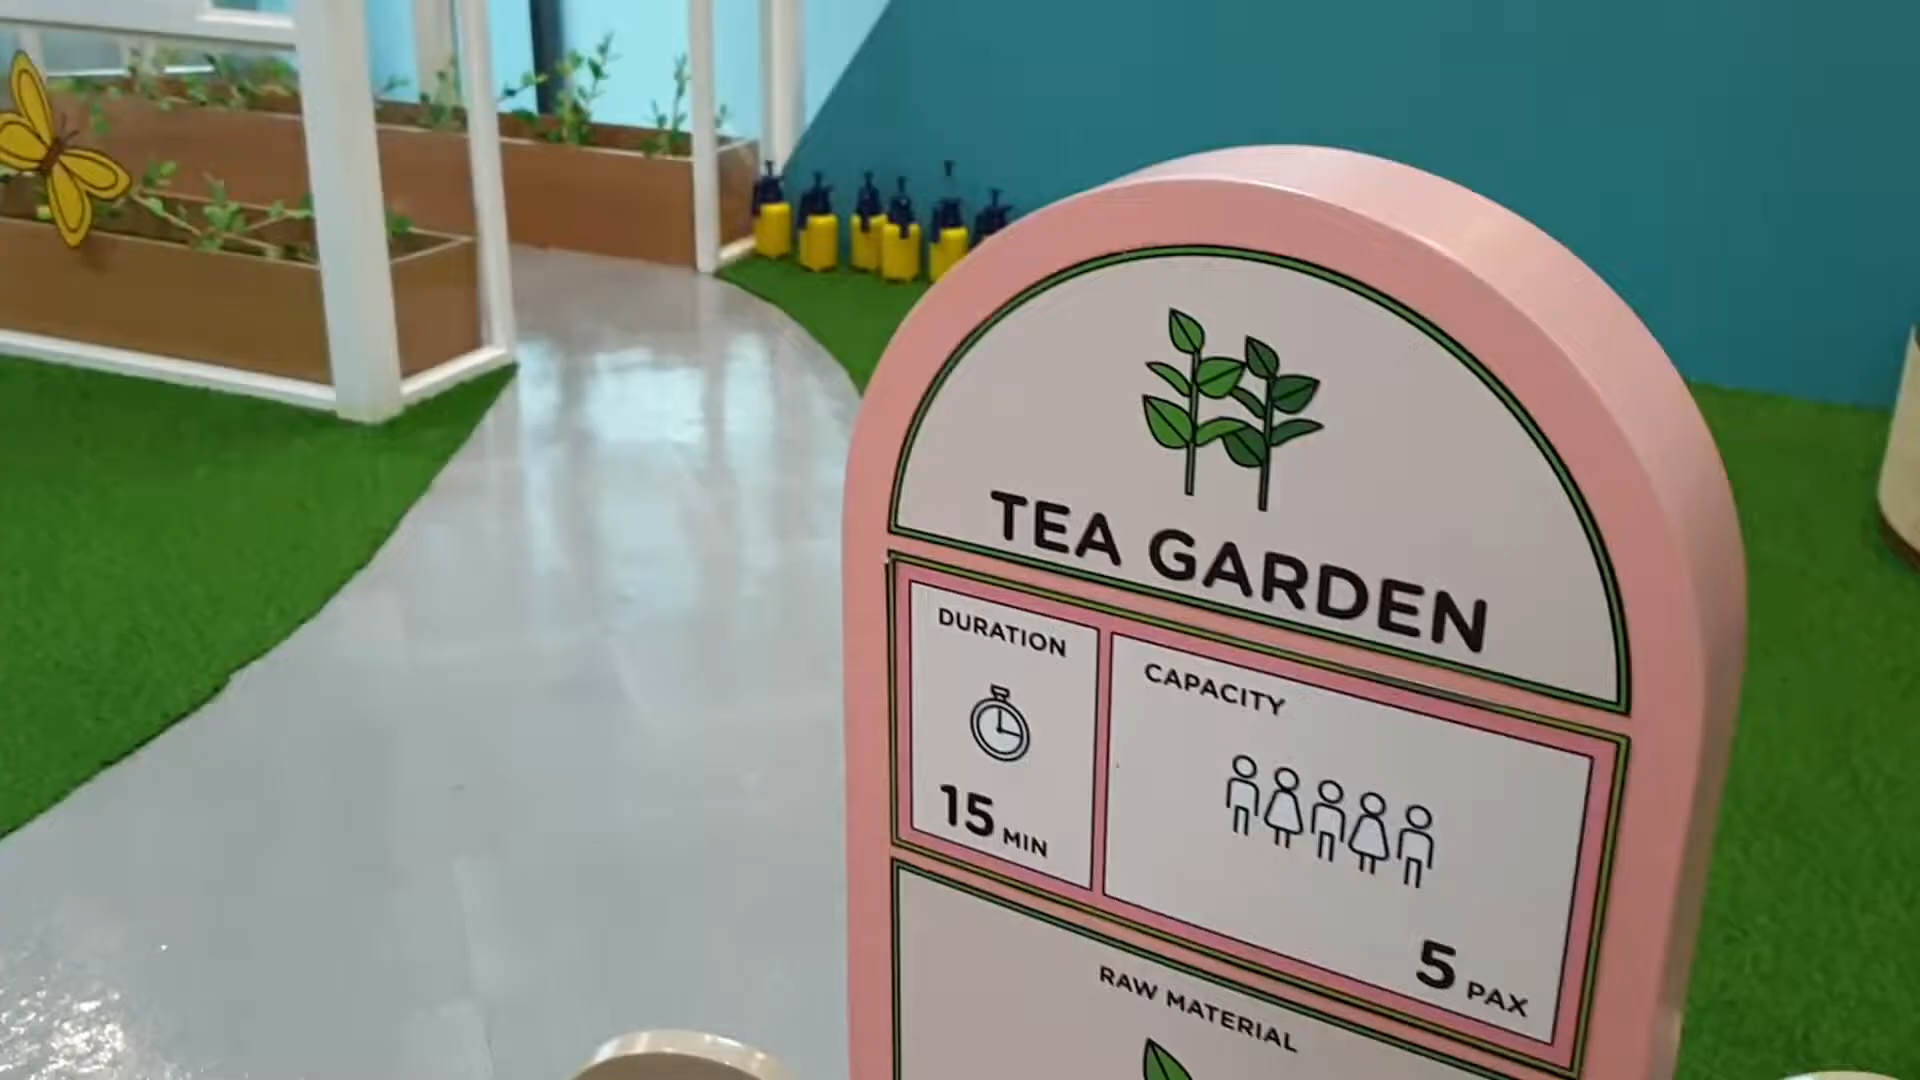 TEA GARDEN
DURATION
15 MIN
CAPACITY
5 PAX
RAW MATERIAL